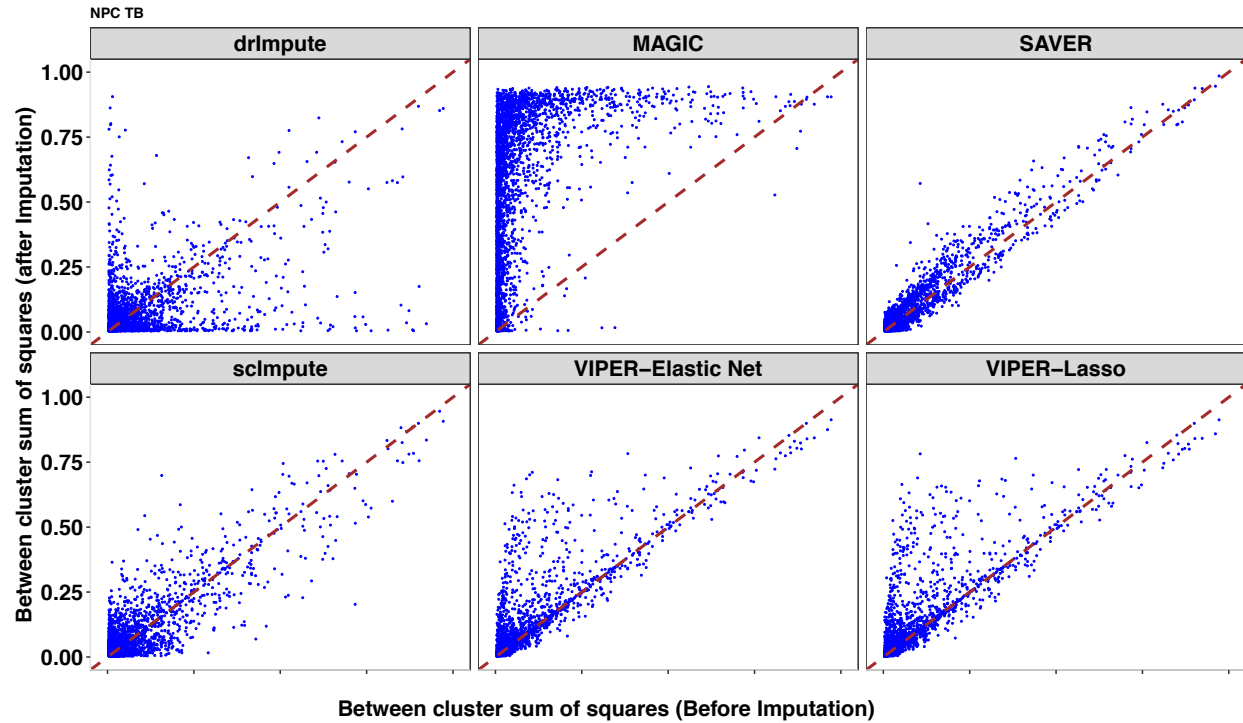 NPC TB
drImpute
MAGIC
SAVER
1.00
0.75
0.50
0.25
0.00
scImpute
VIPER−Elastic Net
VIPER−Lasso
1.00
0.75
0.50
0.25
0.00
Between cluster sum of squares (after Imputation)
Between cluster sum of squares (Before Imputation)